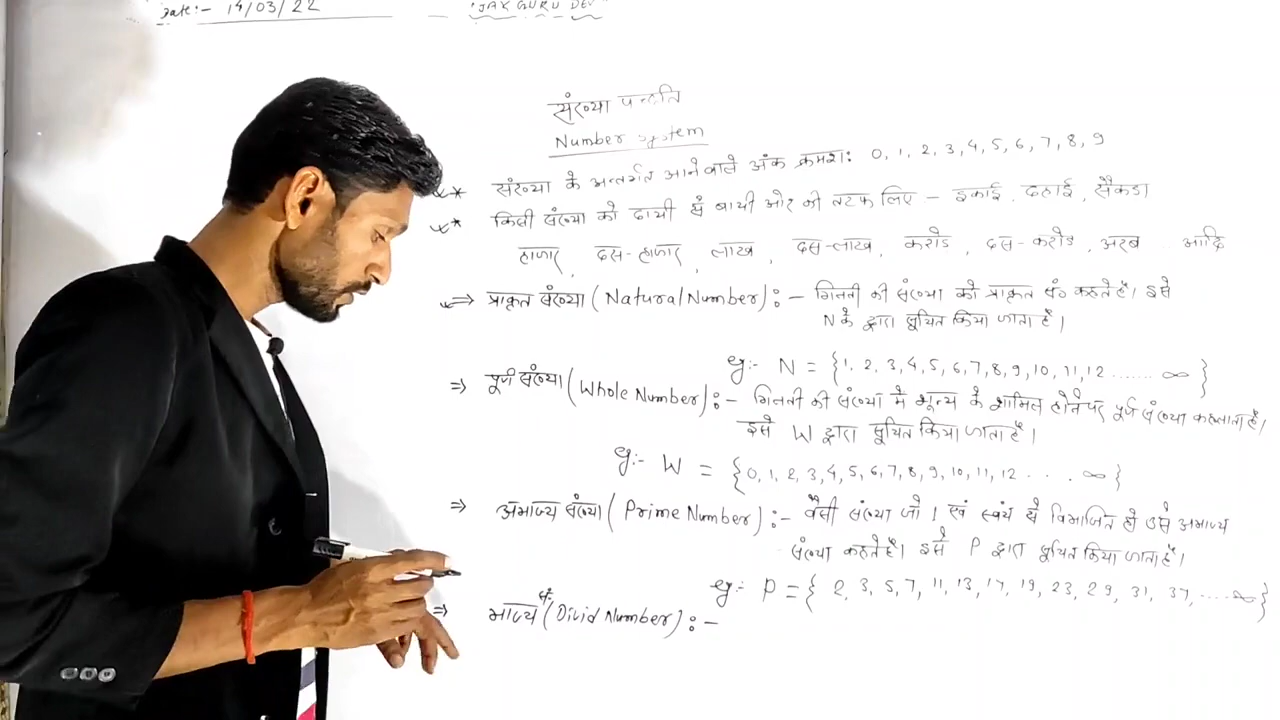 Date:- 14/03/22
"JAY GURU DEV"
संख्या पद्धति
Number System
* संख्या के अन्तर्गत आने वाले अंक क्रमश: 0, 1, 2, 3, 4, 5, 6, 7, 8, 9
* किसी संख्या को दायी से बायी ओर की तरफ लिए - इकाई, दहाई, सैकडा
हाजार, दस-हाजार, लाख, दस-लाख, करोड, दस-करोड, अरब आदि
⇒ प्राकृत संख्या (Natural Number):- गिनती की संख्या को प्राकृत सं० कहते हैं। इसे
N के द्वारा सूचित किया जाता है।
eg:- N = {1, 2, 3, 4, 5, 6, 7, 8, 9, 10, 11, 12 ...... ∞ }
⇒ पूर्ण संख्या (Whole Number):- गिनती की संख्या मे शून्य के शामिल होने पर पूर्ण संख्या कहलाता है।
इसे W द्वारा सूचित किया जाता है।
eg:- W = {0, 1, 2, 3, 4, 5, 6, 7, 8, 9, 10, 11, 12 . . . ∞ }
⇒ अभाज्य संख्या (Prime Number):- वैसी संख्या जो 1 एवं स्वयं से विभाजित हो उसे अभाज्य
संख्या कहते हैं। इसे P द्वारा सूचित किया जाता है।
eg:- P = { 2, 3, 5, 7, 11, 13, 17, 19, 23, 29, 31, 37, ..... ∞ }
⇒ भाज्य सं. (Divid Number):-